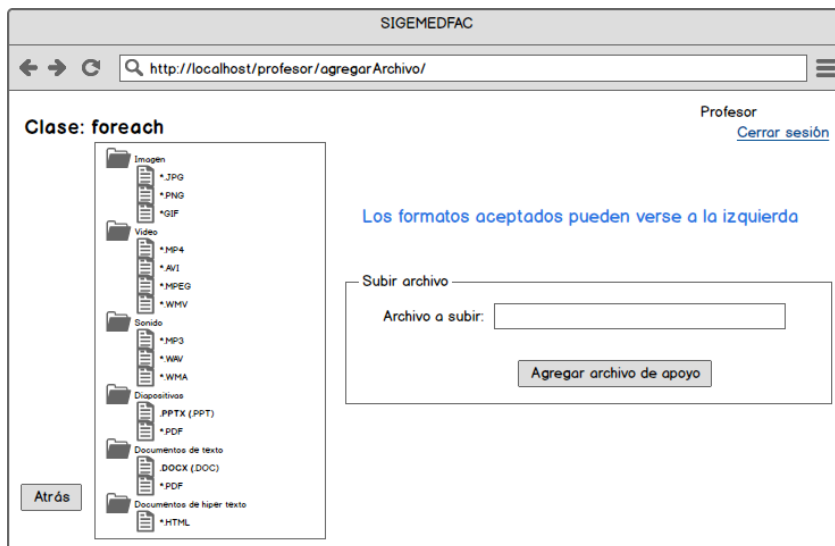 SIGEMEDFAC
http://localhost/profesor/agregarArchivo/
Profesor
Cerrar sesión
Clase: foreach
Imagen
*.JPG
*.PNG
*GIF
Video
*.MP4
*.AVI
*.MPEG
*.WMV
Sonido
*.MP3
*.WAV
*.WMA
Diapositivas
.PPTX (.PPT)
*.PDF
Documentos de texto
.DOCX (.DOC)
*.PDF
Documentos de hiper texto
*.HTML
Atrás
Los formatos aceptados pueden verse a la izquierda
Subir archivo
Archivo a subir:
Agregar archivo de apoyo